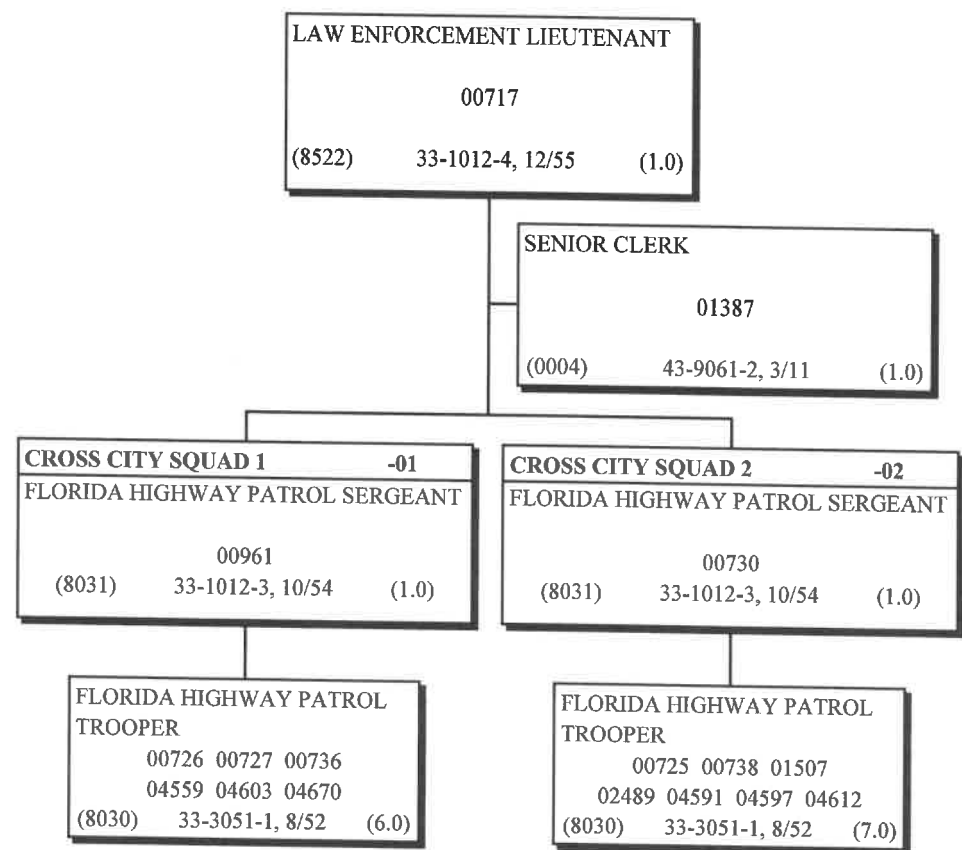 LAW ENFORCEMENT LIEUTENANT
00717
(8522) 33-1012-4, 12/55 (1.0)
SENIOR CLERK
01387
(0004) 43-9061-2, 3/11 (1.0)
CROSS CITY SQUAD 1 -01
FLORIDA HIGHWAY PATROL SERGEANT
00961
(8031) 33-1012-3, 10/54 (1.0)
FLORIDA HIGHWAY PATROL
TROOPER
00726 00727 00736
04559 04603 04670
(8030) 33-3051-1, 8/52 (6.0)
CROSS CITY SQUAD 2 -02
FLORIDA HIGHWAY PATROL SERGEANT
00730
(8031) 33-1012-3, 10/54 (1.0)
FLORIDA HIGHWAY PATROL
TROOPER
00725 00738 01507
02489 04591 04597 04612
(8030) 33-3051-1, 8/52 (7.0)